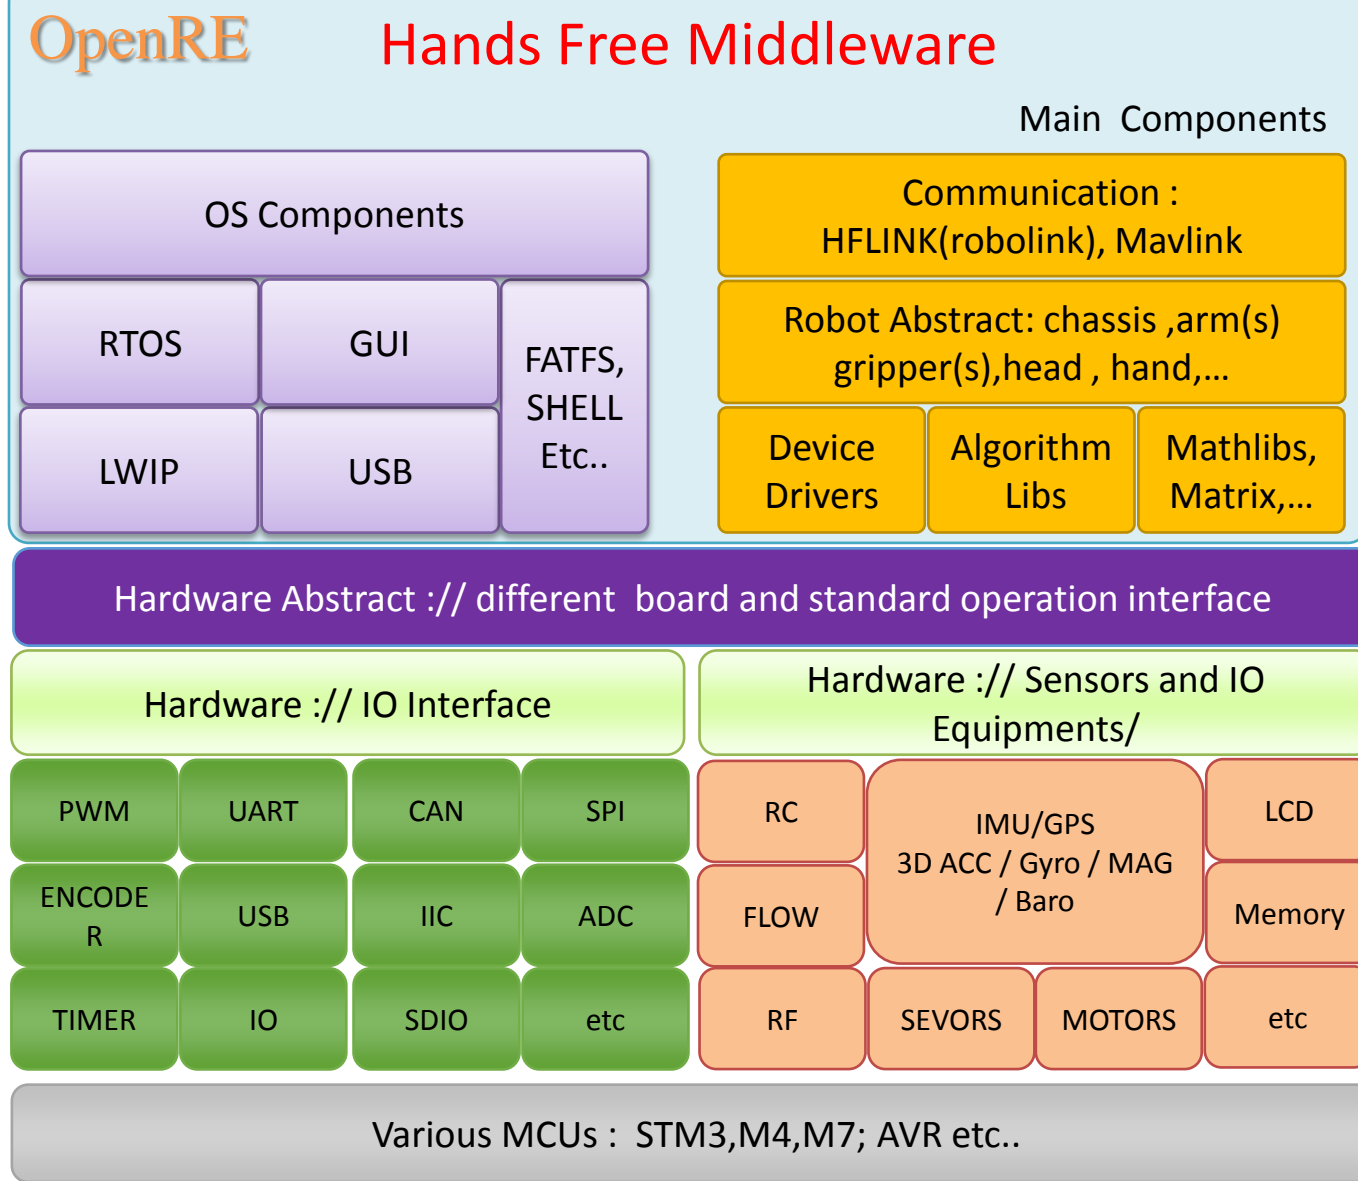 OpenRE
Hands Free Middleware
Main Components
OS Components
RTOS
GUI
FATFS,
SHELL
Etc..
LWIP
USB
Communication :
HFLINK(robolink), Mavlink
Robot Abstract: chassis ,arm(s)
gripper(s),head , hand,...
Device
Drivers
Algorithm
Libs
Mathlibs,
Matrix,...
Hardware Abstract :// different board and standard operation interface
Hardware :// IO Interface
PWM
UART
CAN
SPI
ENCODE
R
USB
IIC
ADC
TIMER
IO
SDIO
etc
Hardware :// Sensors and IO
Equipments/
RC
IMU/GPS
3D ACC / Gyro / MAG
/ Baro
LCD
FLOW
Memory
RF
SEVORS
MOTORS
etc
Various MCUs : STM3,M4,M7; AVR etc..